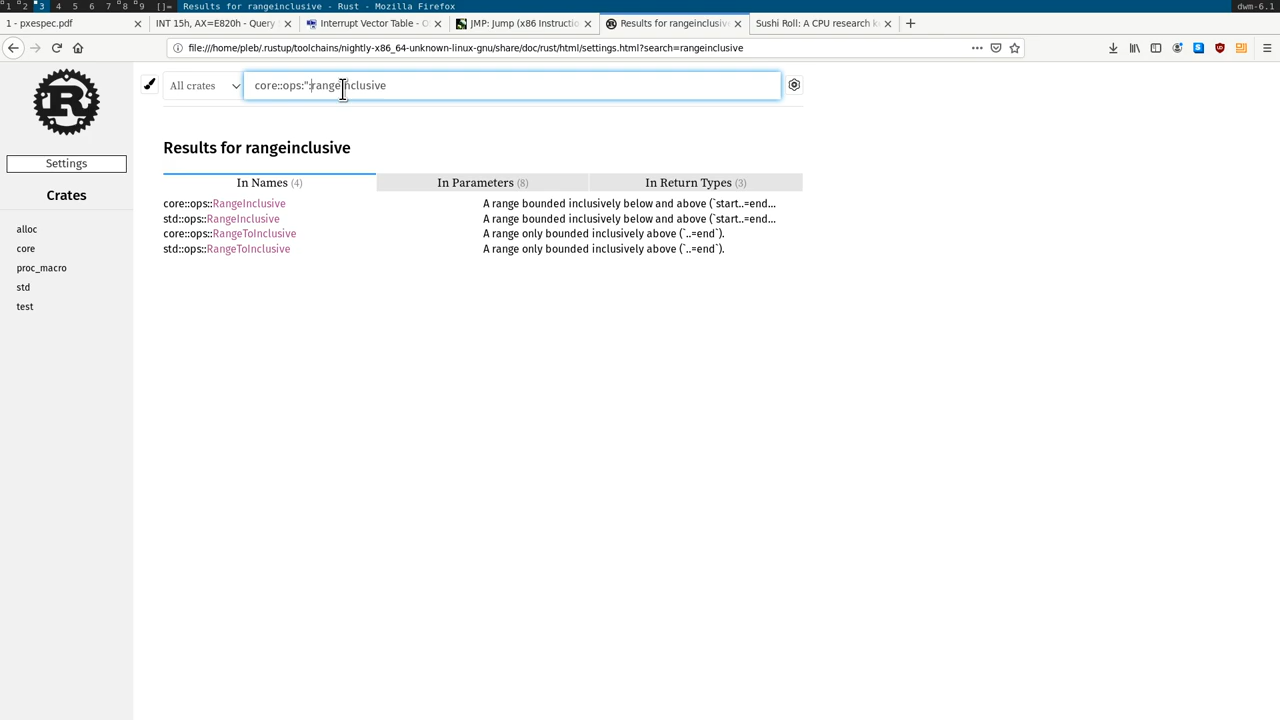 1 2 3 4 5 6 7 8 9 []= Results for rangeinclusive - Rust - Mozilla Firefox dwm-6.1
1 - pxespec.pdf INT 15h, AX=E820h - Query Interrupt Vector Table - O JMP: Jump (x86 Instructio Results for rangeinclusive Sushi Roll: A CPU research k
file:///home/pleb/.rustup/toolchains/nightly-x86_64-unknown-linux-gnu/share/doc/rust/html/settings.html?search=rangeinclusive
All crates core::ops:":rangeinclusive
Settings
Crates
alloc
core
proc_macro
std
test
Results for rangeinclusive
In Names (4) In Parameters (8) In Return Types (3)
core::ops::RangeInclusive A range bounded inclusively below and above (`start..=end...
std::ops::RangeInclusive A range bounded inclusively below and above (`start..=end...
core::ops::RangeToInclusive A range only bounded inclusively above (`..=end`).
std::ops::RangeToInclusive A range only bounded inclusively above (`..=end`).